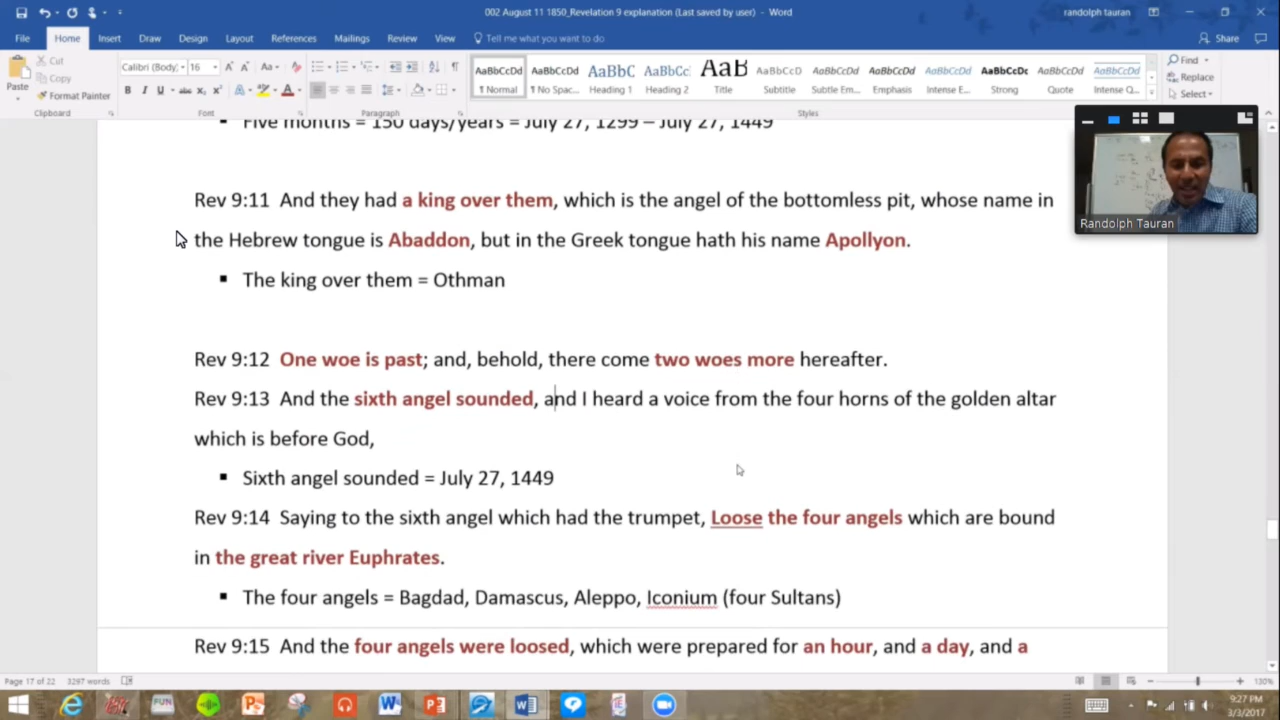 002 August 11 1850_Revelation 9 explanation (Last saved by user) - Word
randolph tauran
File Home Insert Draw Design Layout References Mailings Review View Tell me what you want to do Share
Paste Cut Copy Format Painter Clipboard
Calibri (Body) 16 Font
Paragraph
AaBbCcDd ¶ Normal
AaBbCcDd ¶ No Spac...
AaBbC Heading 1
AaBbCc Heading 2
AaB Title
AaBbCcD Subtitle
AaBbCcDd Subtle Em...
AaBbCcDd Emphasis
AaBbCcDd Intense E...
AaBbCcDc Strong
AaBbCcDd Quote
AaBbCcDd Intense Q...
Styles
Find Replace Select Editing
Five months = 150 days/years = July 27, 1299 – July 27, 1449
Rev 9:11 And they had a king over them, which is the angel of the bottomless pit, whose name in
the Hebrew tongue is Abaddon, but in the Greek tongue hath his name Apollyon.
▪ The king over them = Othman
Rev 9:12 One woe is past; and, behold, there come two woes more hereafter.
Rev 9:13 And the sixth angel sounded, and I heard a voice from the four horns of the golden altar
which is before God,
▪ Sixth angel sounded = July 27, 1449
Rev 9:14 Saying to the sixth angel which had the trumpet, Loose the four angels which are bound
in the great river Euphrates.
▪ The four angels = Bagdad, Damascus, Aleppo, Iconium (four Sultans)
Rev 9:15 And the four angels were loosed, which were prepared for an hour, and a day, and a
Randolph Tauran
Page 17 of 22 3297 words
130%
9:27 PM
3/3/2017